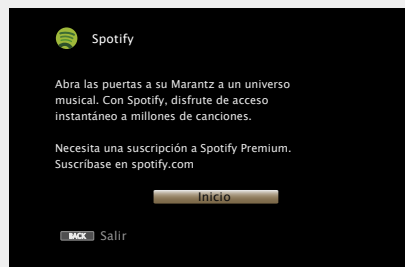 Spotify
Abra las puertas a su Marantz a un universo
musical. Con Spotify, disfrute de acceso
instantáneo a millones de canciones.
Necesita una suscripción a Spotify Premium.
Suscríbase en spotify.com
Inicio
BACK Salir